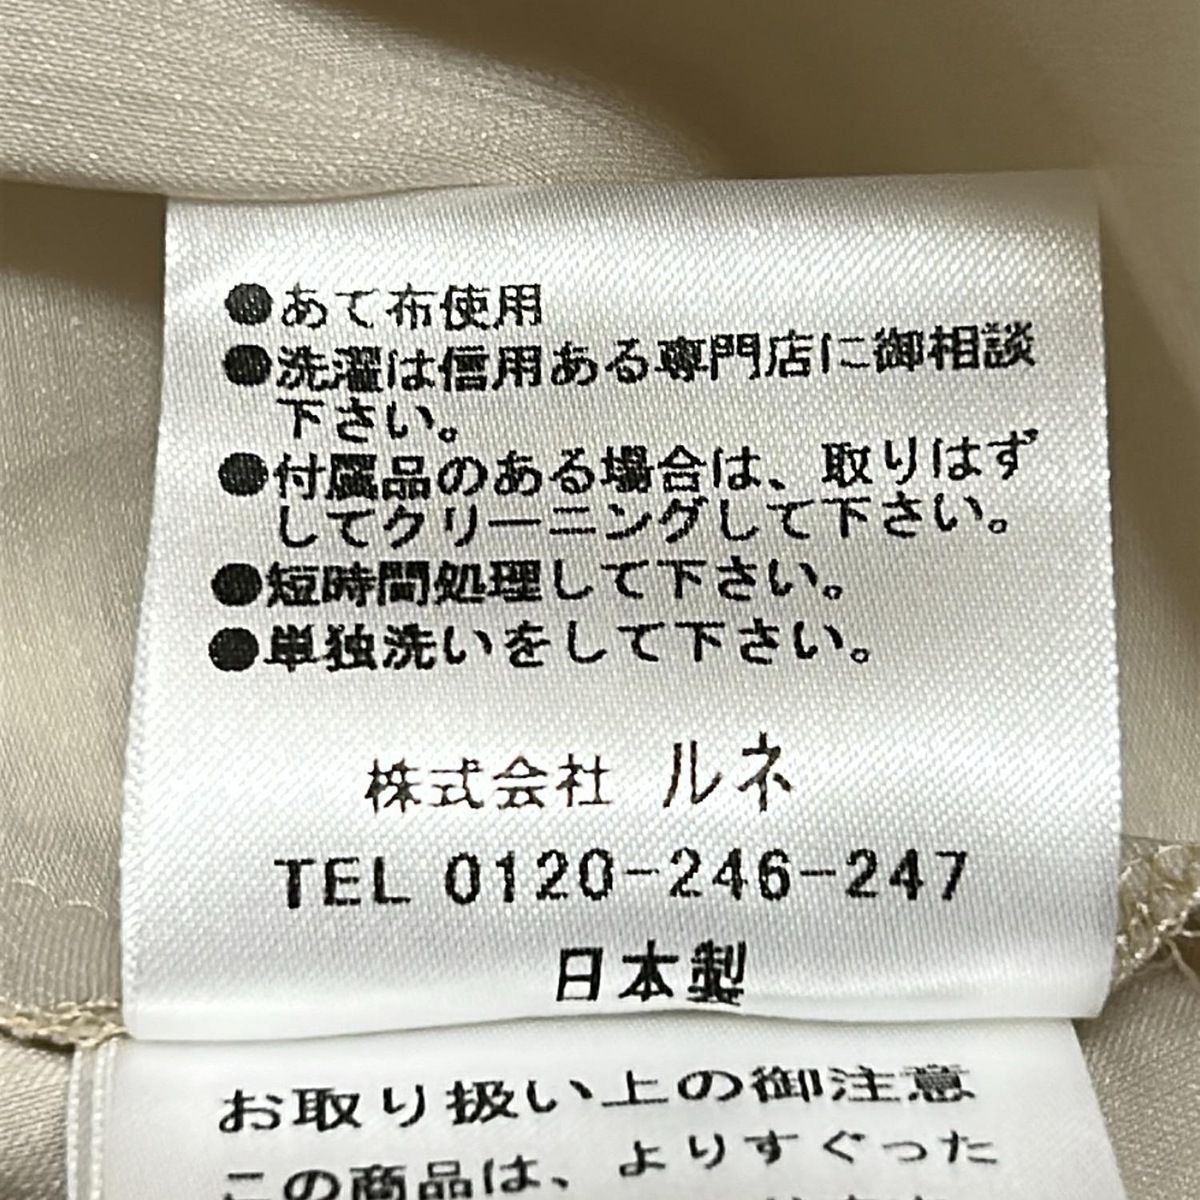 ●あて布使用
●洗濯は信用ある専門店に御相談
下さい。
●付属品のある場合は、取りはず
してクリーニングして下さい。
●短時間処理して下さい。
●単独洗いをして下さい。
株式会社 ルネ
TEL 0120-246-247
日本製
お取り扱い上の御注意
この商品は、よりすぐった